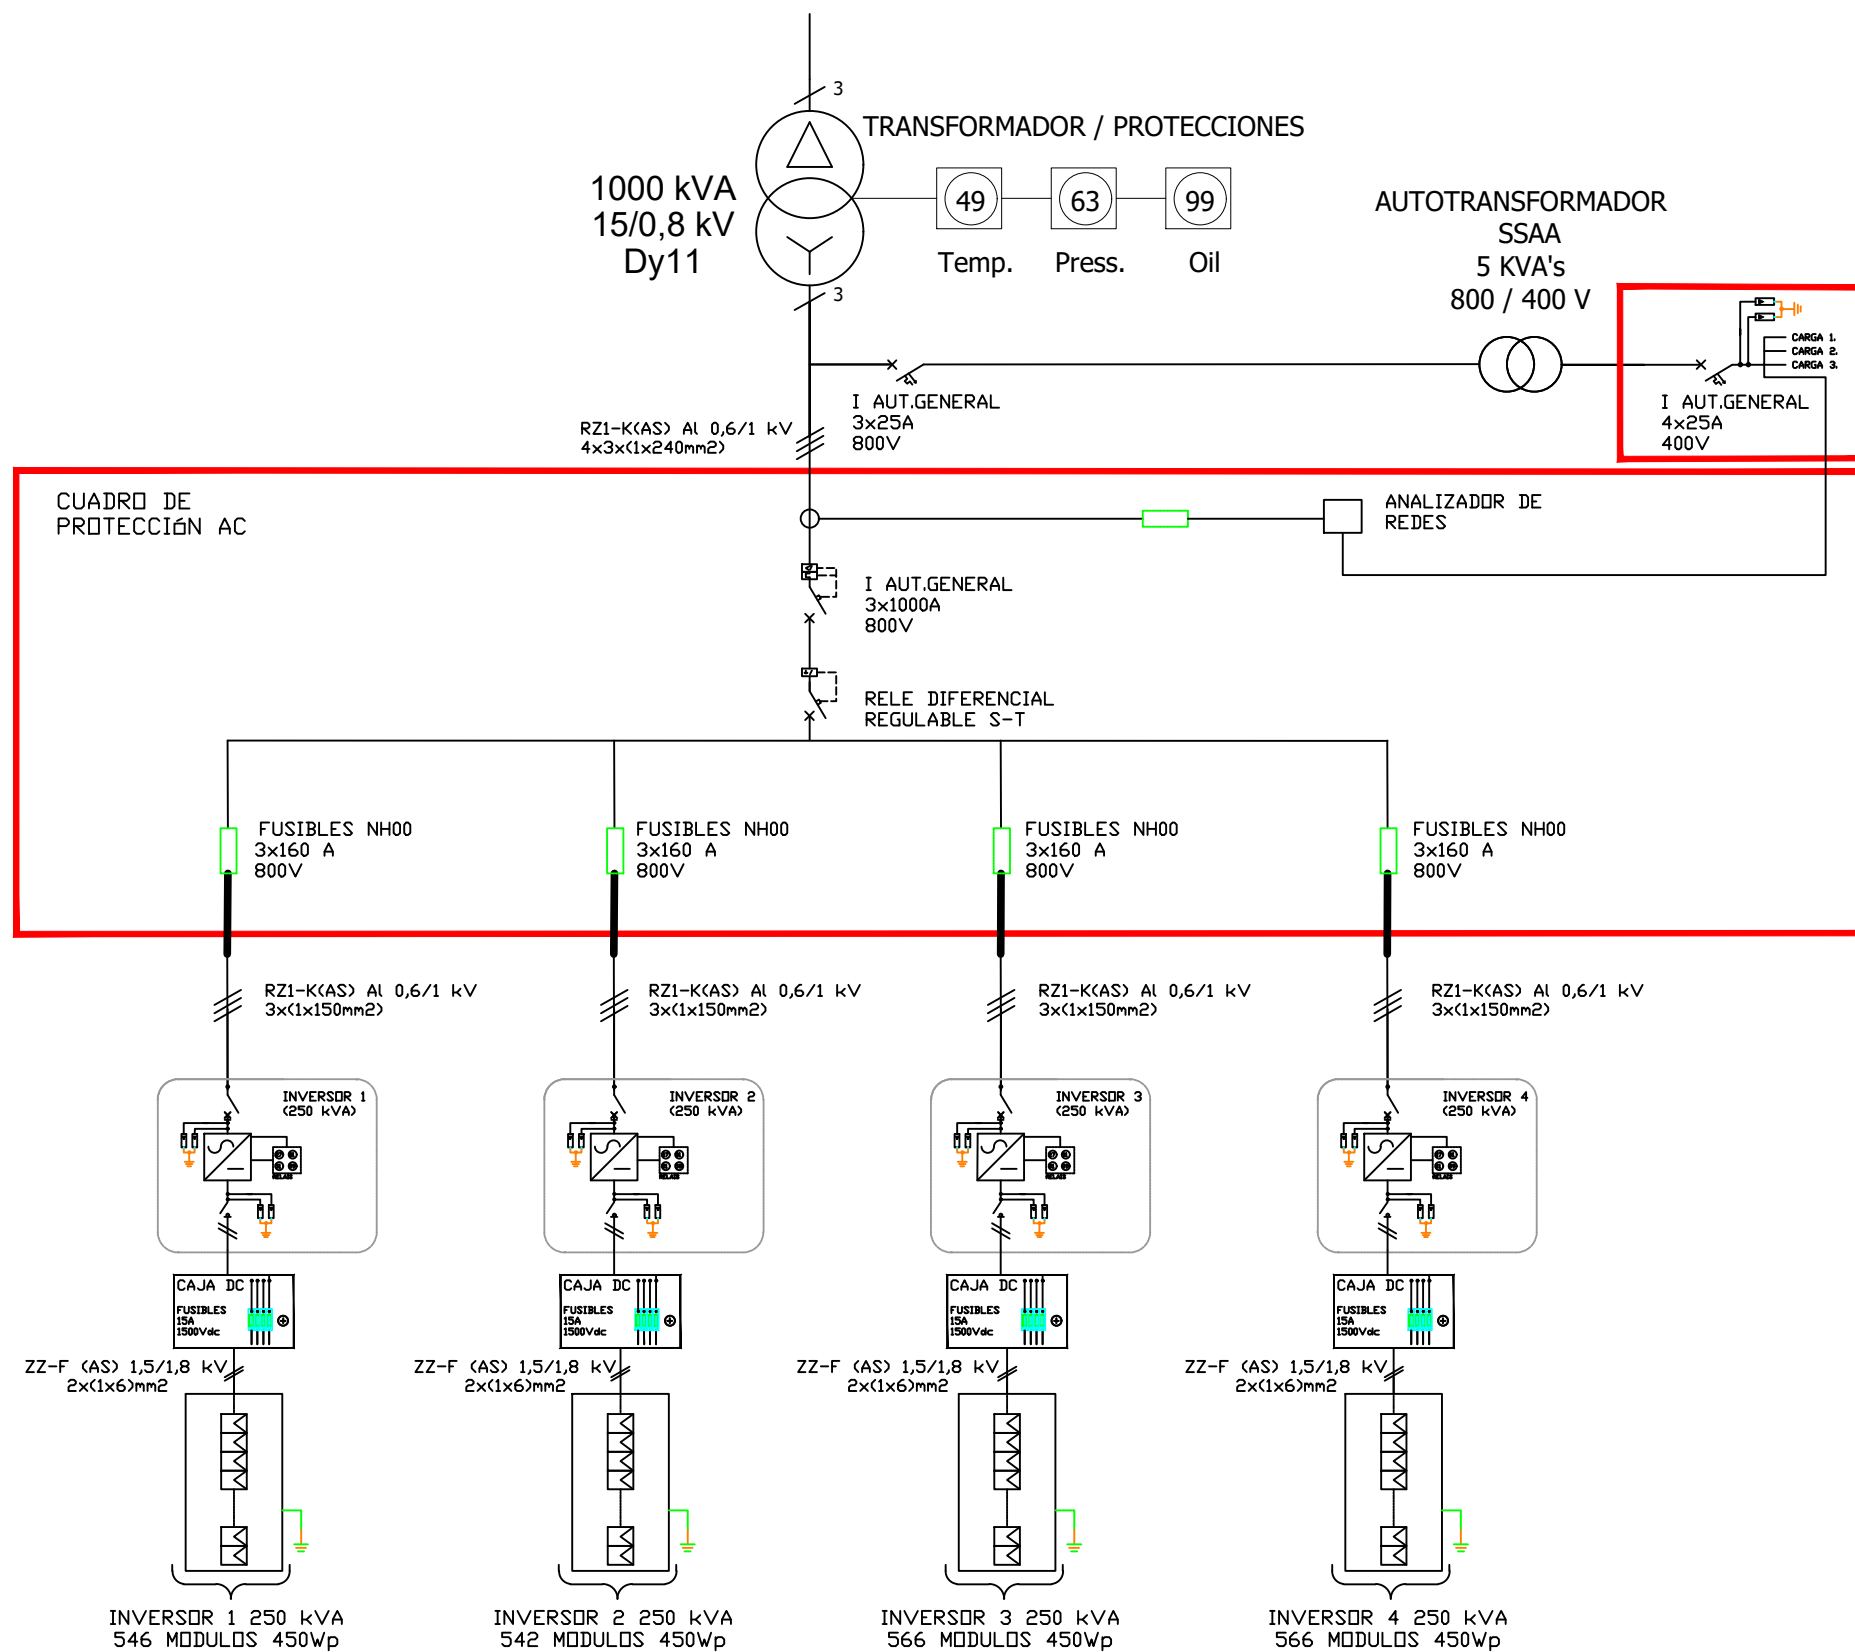 3
TRANSFORMADOR / PROTECCIONES
1000 kVA
15/0,8 kV
Dy11
49
63
99
Temp.
Press.
Oil
3
AUTOTRANSFORMADOR
SSAA
5 KVA's
800 / 400 V
CARGA 1.
CARGA 2.
CARGA 3.
I AUT.GENERAL
3x25A
800V
I AUT.GENERAL
4x25A
400V
RZ1-K(AS) Al 0,6/1 kV
4x3x(1x240mm2)
CUADRO DE
PROTECCIóN AC
ANALIZADOR DE
REDES
I AUT.GENERAL
3x1000A
800V
RELE DIFERENCIAL
REGULABLE S-T
FUSIBLES NH00
3x160 A
800V
FUSIBLES NH00
3x160 A
800V
FUSIBLES NH00
3x160 A
800V
FUSIBLES NH00
3x160 A
800V
RZ1-K(AS) Al 0,6/1 kV
3x(1x150mm2)
RZ1-K(AS) Al 0,6/1 kV
3x(1x150mm2)
RZ1-K(AS) Al 0,6/1 kV
3x(1x150mm2)
RZ1-K(AS) Al 0,6/1 kV
3x(1x150mm2)
INVERSOR 1
(250 kVA)
RELAIS
INVERSOR 2
(250 kVA)
RELAIS
INVERSOR 3
(250 kVA)
RELAIS
INVERSOR 4
(250 kVA)
RELAIS
CAJA DC
FUSIBLES
15A
1500Vdc
CAJA DC
FUSIBLES
15A
1500Vdc
CAJA DC
FUSIBLES
15A
1500Vdc
CAJA DC
FUSIBLES
15A
1500Vdc
ZZ-F (AS) 1,5/1,8 kV
2x(1x6)mm2
ZZ-F (AS) 1,5/1,8 kV
2x(1x6)mm2
ZZ-F (AS) 1,5/1,8 kV
2x(1x6)mm2
ZZ-F (AS) 1,5/1,8 kV
2x(1x6)mm2
INVERSOR 1 250 kVA
546 MODULOS 450Wp
INVERSOR 2 250 kVA
542 MODULOS 450Wp
INVERSOR 3 250 kVA
566 MODULOS 450Wp
INVERSOR 4 250 kVA
566 MODULOS 450Wp